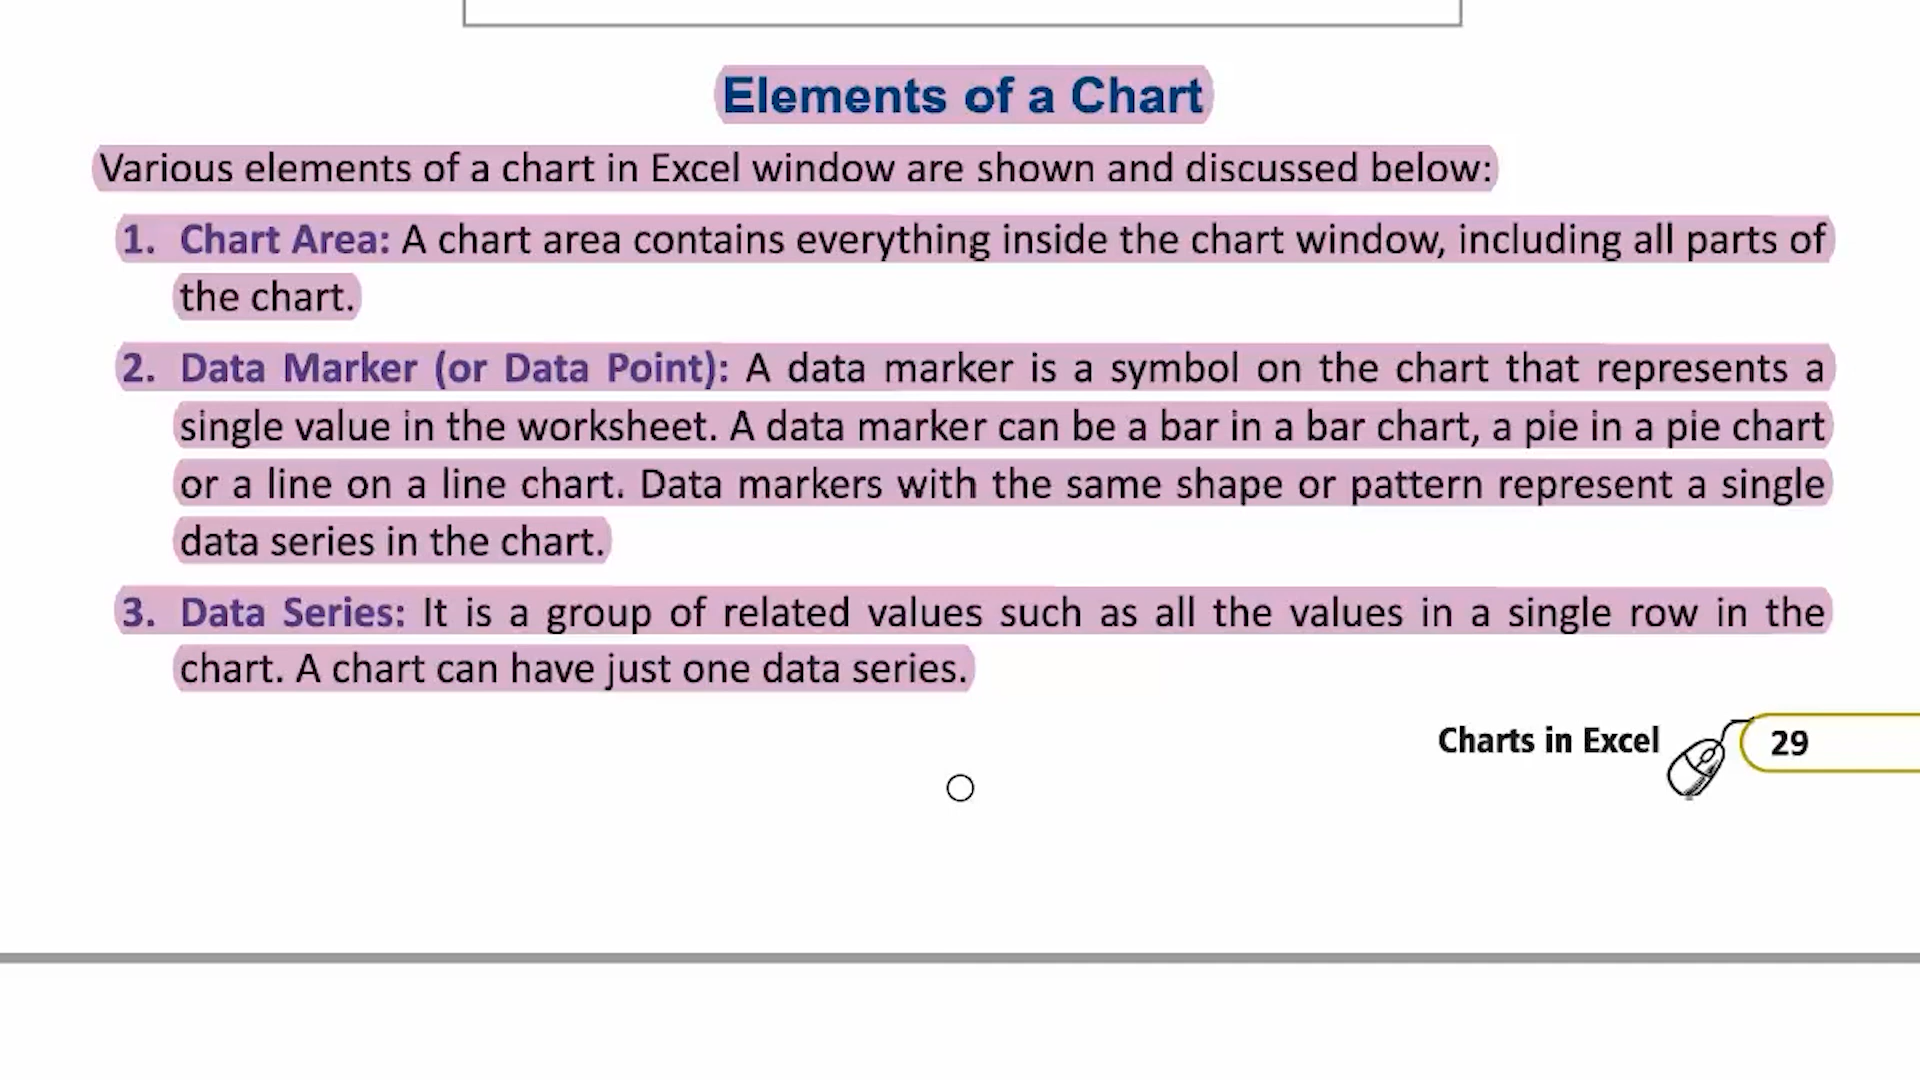 Elements of a Chart
Various elements of a chart in Excel window are shown and discussed below:
1. Chart Area: A chart area contains everything inside the chart window, including all parts of
the chart.
2. Data Marker (or Data Point): A data marker is a symbol on the chart that represents a
single value in the worksheet. A data marker can be a bar in a bar chart, a pie in a pie chart
or a line on a line chart. Data markers with the same shape or pattern represent a single
data series in the chart.
3. Data Series: It is a group of related values such as all the values in a single row in the
chart. A chart can have just one data series.
Charts in Excel 29